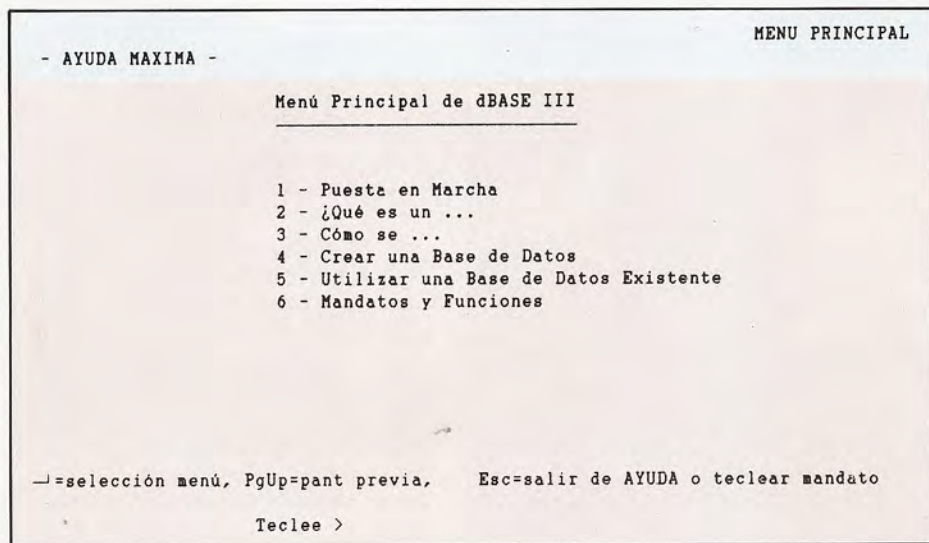 MENU PRINCIPAL
- AYUDA MAXIMA -
Menú Principal de dBASE III
1 - Puesta en Marcha
2 - ¿Qué es un ...
3 - Cómo se ...
4 - Crear una Base de Datos
5 - Utilizar una Base de Datos Existente
6 - Mandatos y Funciones
─┘=selección menú, PgUp=pant previa, Esc=salir de AYUDA o teclear mandato
Teclee >